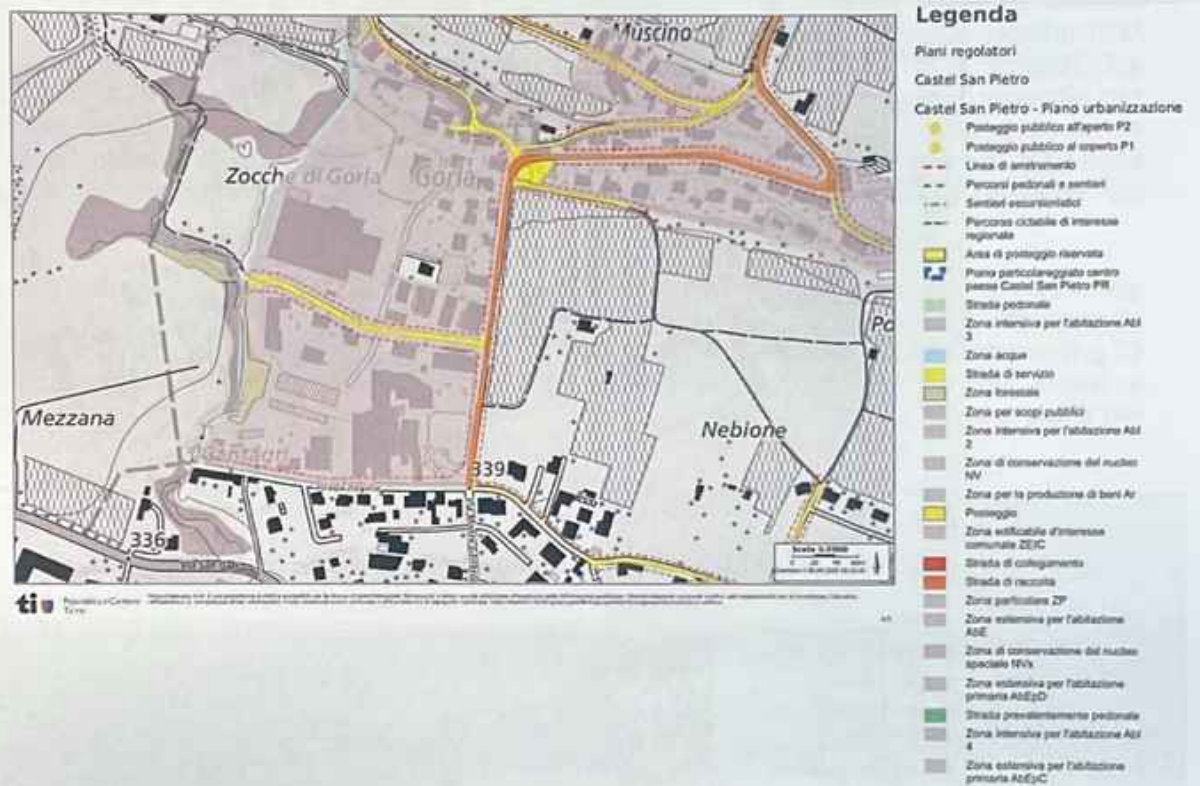 Muscino
Zocche di Gorla
Gorla
Mezzana
Nebione
Po
339
336
ti
Legenda
Piani regolatori
Castel San Pietro
Castel San Pietro - Piano urbanizzazione
Posteggio pubblico all'aperto P2
Posteggio pubblico al coperto P1
Linea di arretramento
Percorsi pedonali e sentieri
Sentieri escursionistici
Percorso ciclabile di interesse
regionale
Area di posteggio riservata
Piano particolareggiato centro
paese Castel San Pietro PR
Strada pedonale
Zona intensiva per l'abitazione AbI
3
Zona acque
Strada di servizio
Zona forestale
Zona per scopi pubblici
Zona intensiva per l'abitazione AbI
2
Zona di conservazione del nucleo
NV
Zona per la produzione di beni Ar
Posteggio
Zona edificabile d'interesse
comunale ZEIC
Strada di collegamento
Strada di raccolta
Zona particolare ZP
Zona estensiva per l'abitazione
AbE
Zona di conservazione del nucleo
speciale NVs
Zona estensiva per l'abitazione
primaria AbEpD
Strada prevalentemente pedonale
Zona intensiva per l'abitazione AbI
4
Zona estensiva per l'abitazione
primaria AbEpC